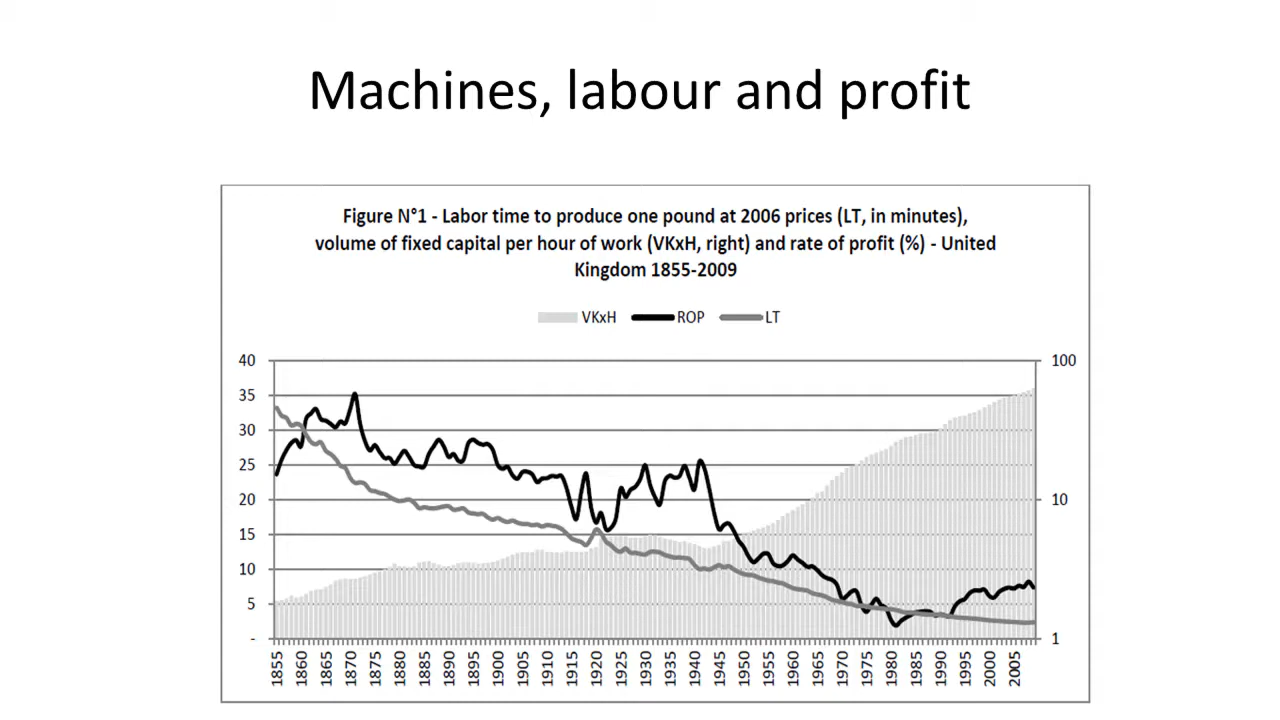 Machines, labour and profit
Figure N°1 - Labor time to produce one pound at 2006 prices (LT, in minutes),
volume of fixed capital per hour of work (VKxH, right) and rate of profit (%) - United
Kingdom 1855-2009
VKxH ROP LT
40 100
35
30
25
20 10
15
10
5
- 1
1855 1860 1865 1870 1875 1880 1885 1890 1895 1900 1905 1910 1915 1920 1925 1930 1935 1940 1945 1950 1955 1960 1965 1970 1975 1980 1985 1990 1995 2000 2005